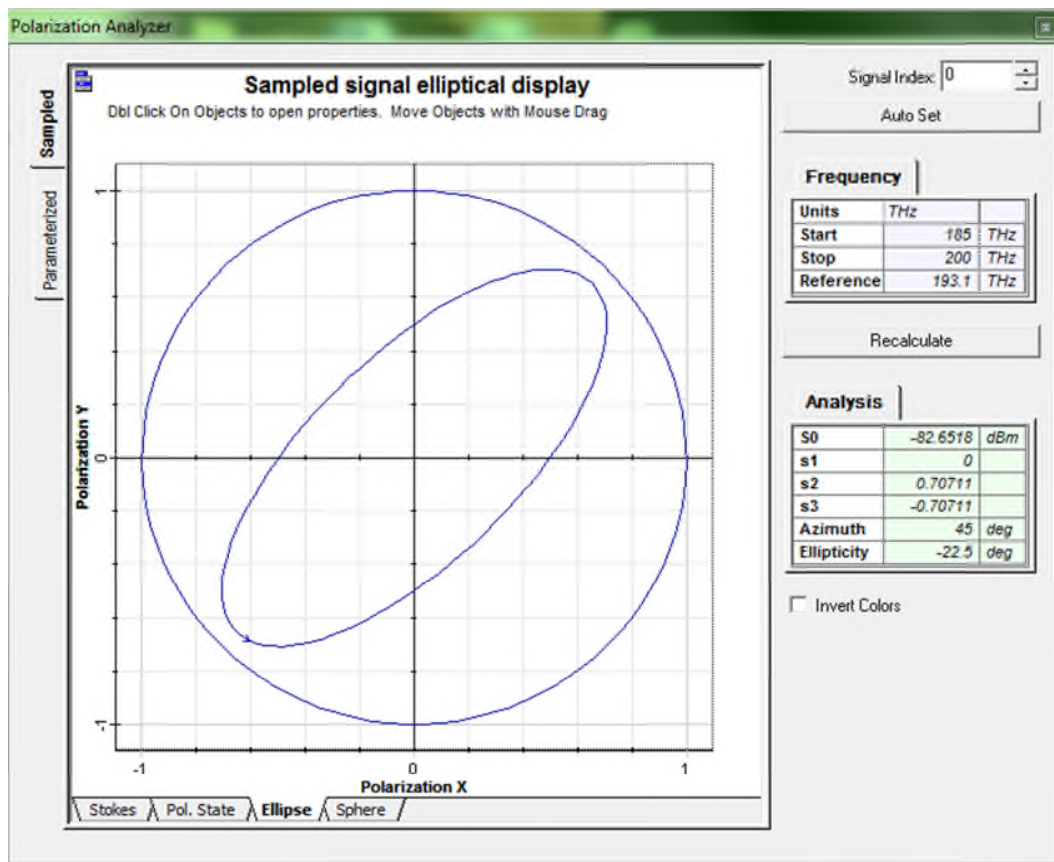 Polarization Analyzer
Sampled
Parameterized
Sampled signal elliptical display
Dbl Click On Objects to open properties. Move Objects with Mouse Drag
Polarization Y
1
0
-1
-1
0
1
Polarization X
Stokes
Pol. State
Ellipse
Sphere
Signal Index: 0
Auto Set
Frequency
Units THz
Start 185 THz
Stop 200 THz
Reference 193.1 THz
Recalculate
Analysis
S0 -82.6518 dBm
s1 0
s2 0.70711
s3 -0.70711
Azimuth 45 deg
Ellipticity -22.5 deg
Invert Colors